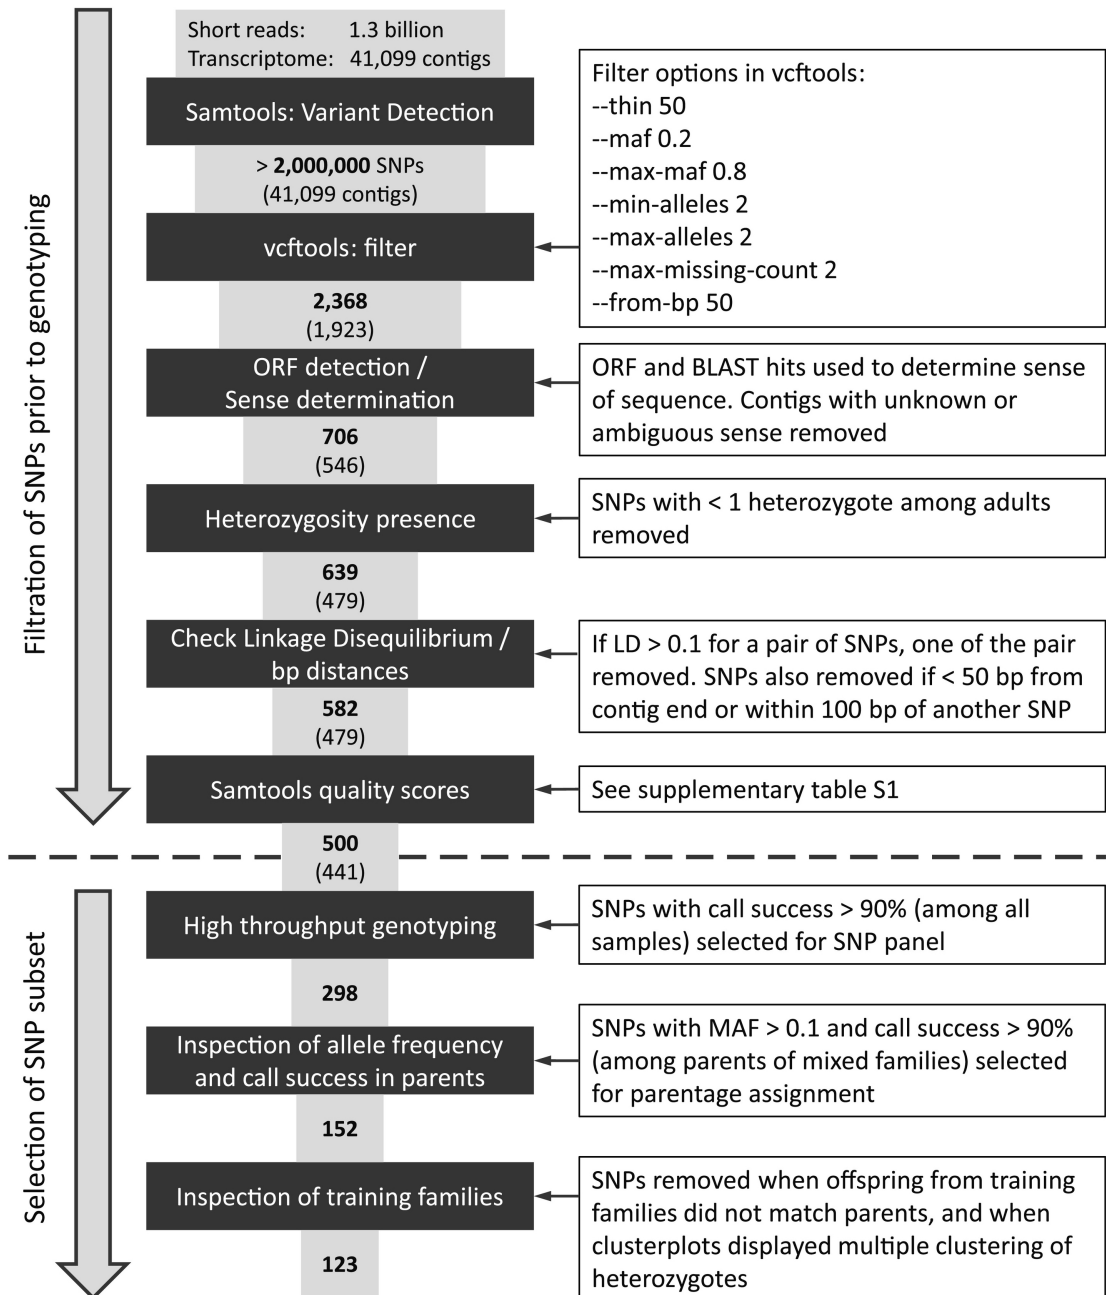 Short reads: 1.3 billion
Transcriptome: 41,099 contigs
Samtools: Variant Detection
> 2,000,000 SNPs
(41,099 contigs)
vcftools: filter
Filter options in vcftools:
--thin 50
--maf 0.2
--max-maf 0.8
--min-alleles 2
--max-alleles 2
--max-missing-count 2
--from-bp 50
2,368
(1,923)
ORF detection /
Sense determination
ORF and BLAST hits used to determine sense
of sequence. Contigs with unknown or
ambiguous sense removed
706
(546)
Heterozygosity presence
SNPs with < 1 heterozygote among adults
removed
639
(479)
Check Linkage Disequilibrium /
bp distances
If LD > 0.1 for a pair of SNPs, one of the pair
removed. SNPs also removed if < 50 bp from
contig end or within 100 bp of another SNP
582
(479)
Samtools quality scores
See supplementary table S1
500
(441)
Filtration of SNPs prior to genotyping
High throughput genotyping
SNPs with call success > 90% (among all
samples) selected for SNP panel
298
Inspection of allele frequency
and call success in parents
SNPs with MAF > 0.1 and call success > 90%
(among parents of mixed families) selected
for parentage assignment
152
Inspection of training families
SNPs removed when offspring from training
families did not match parents, and when
clusterplots displayed multiple clustering of
heterozygotes
123
Selection of SNP subset